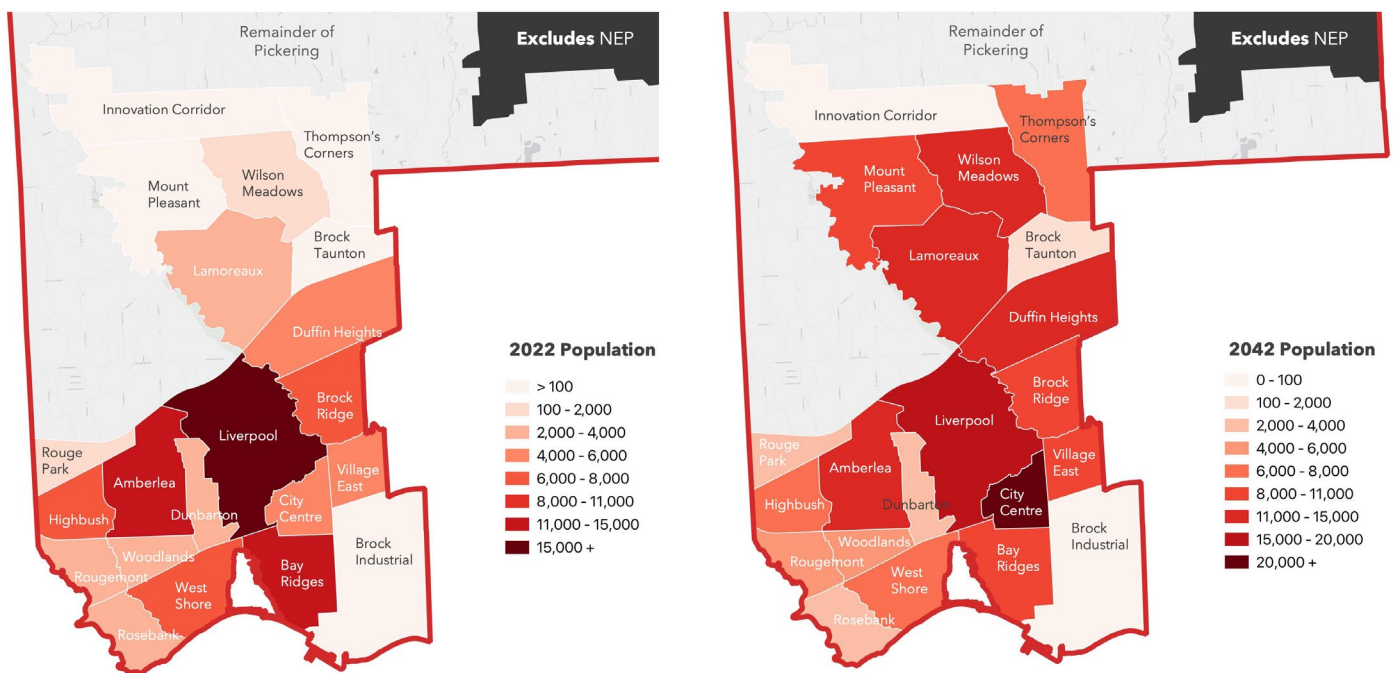 Remainder of
Pickering
Excludes NEP
Innovation Corridor
Thompson's
Corners
Wilson
Meadows
Mount
Pleasant
Brock
Taunton
Lamoreaux
Duffin Heights
2022 Population
> 100
100 - 2,000
2,000 - 4,000
4,000 - 6,000
6,000 - 8,000
8,000 - 11,000
11,000 - 15,000
15,000 +
Brock
Ridge
Liverpool
Rouge
Park
Village
East
Amberlea
City
Centre
Highbush
Dunbarton
Brock
Industrial
Woodlands
Rougemont
Bay
Ridges
West
Shore
Rosebank
Remainder of
Pickering
Excludes NEP
Innovation Corridor
Thompson's
Corners
Wilson
Meadows
Mount
Pleasant
Brock
Taunton
Lamoreaux
Duffin Heights
2042 Population
0 - 100
100 - 2,000
2,000 - 4,000
4,000 - 6,000
6,000 - 8,000
8,000 - 11,000
11,000 - 15,000
15,000 - 20,000
20,000 +
Brock
Ridge
Liverpool
Rouge
Park
Village
East
Amberlea
City
Centre
Highbush
Dunbarton
Brock
Industrial
Woodlands
Rougemont
Bay
Ridges
West
Shore
Rosebank